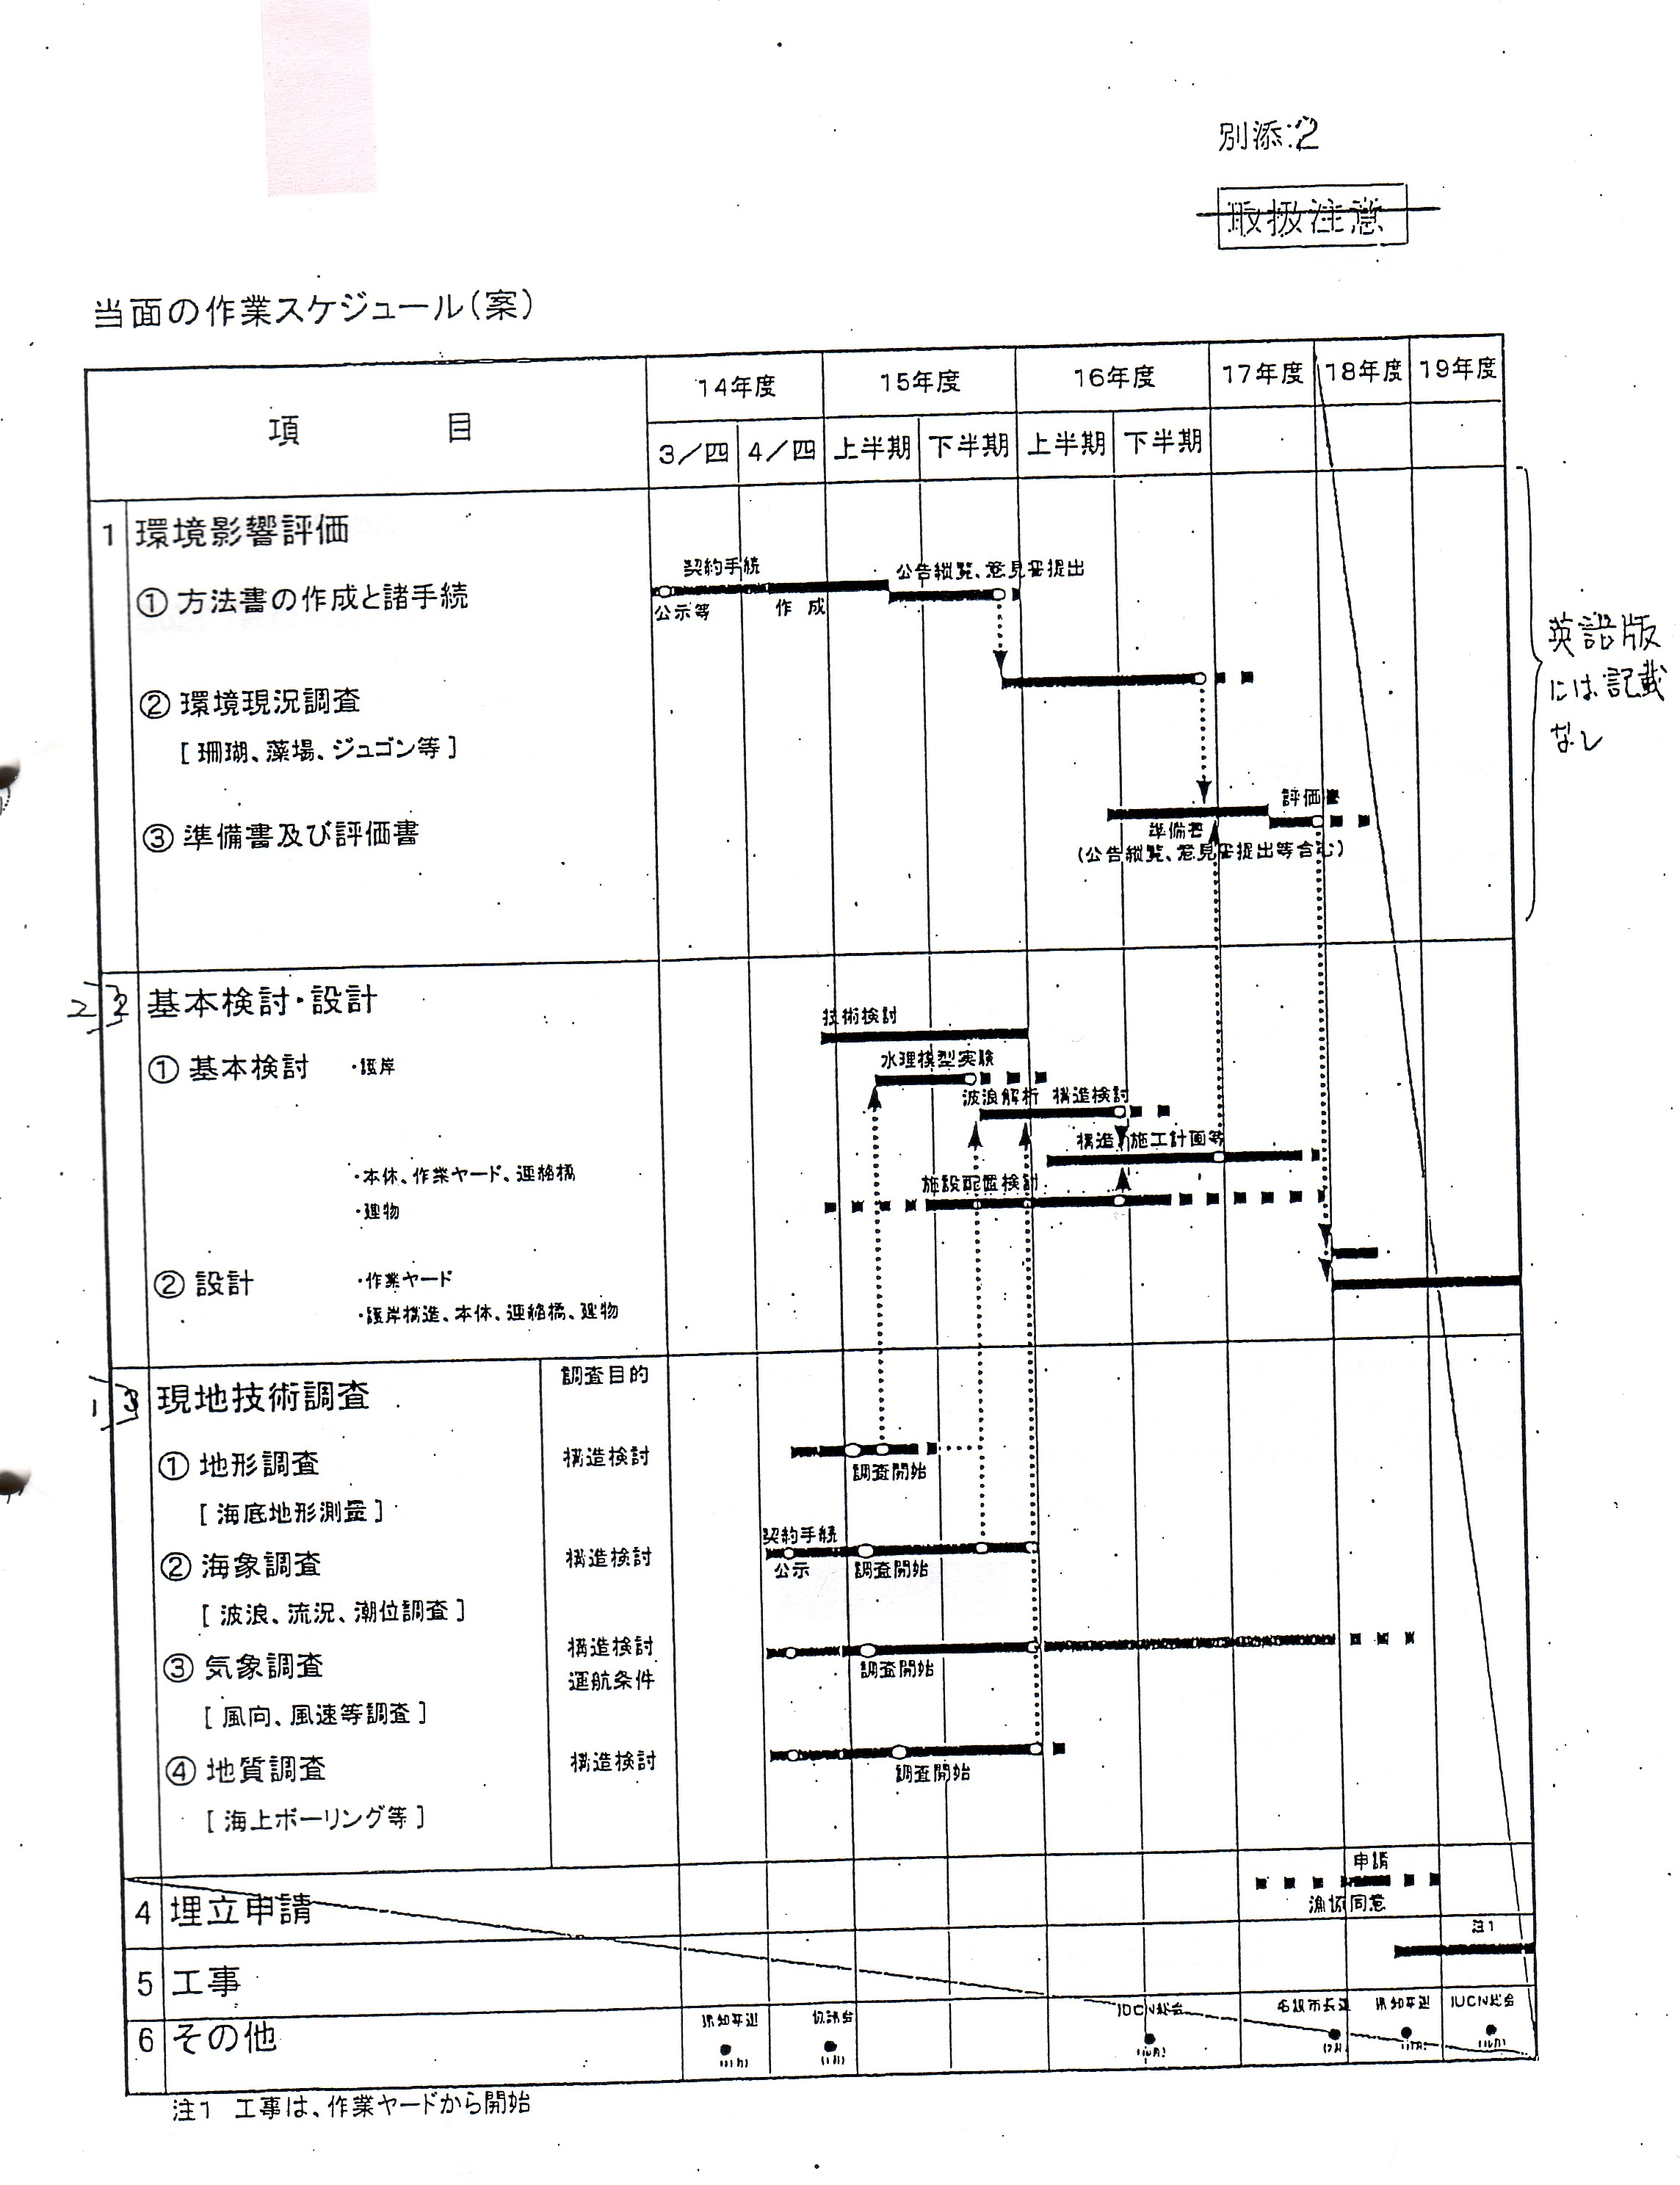 別添:2
取扱注意
当面の作業スケジュール(案)
項 目
14年度 15年度 16年度 17年度 18年度 19年度
3/四 4/四 上半期 下半期 上半期 下半期
1 環境影響評価
契約手続
公告縦覧、意見書提出
① 方法書の作成と諸手続
公示等 作成
② 環境現況調査
[珊瑚、藻場、ジュゴン等]
評価書
③ 準備書及び評価書
準備書
(公告縦覧、意見書提出等含む)
英語版
には記載
なし
2 2 基本検討・設計
技術検討
① 基本検討 ・護岸
水理模型実験
波浪解析 構造検討
構造 施工計画等
・本体、作業ヤード、連絡橋
施設配置検討
・建物
② 設計 ・作業ヤード
・護岸構造、本体、連絡橋、建物
1 3 現地技術調査
調査目的
① 地形調査 構造検討
調査開始
[海底地形測量]
契約手続
② 海象調査 構造検討
公示 調査開始
[波浪、流況、潮位調査]
③ 気象調査 構造検討
運航条件
調査開始
[風向、風速等調査]
④ 地質調査 構造検討
調査開始
[海上ボーリング等]
申請
4 埋立申請
漁協同意
注1
5 工事
6 その他
県知事選 協議会 IUCN総会 名護市長選 県知事選 IUCN総会
注1 工事は、作業ヤードから開始